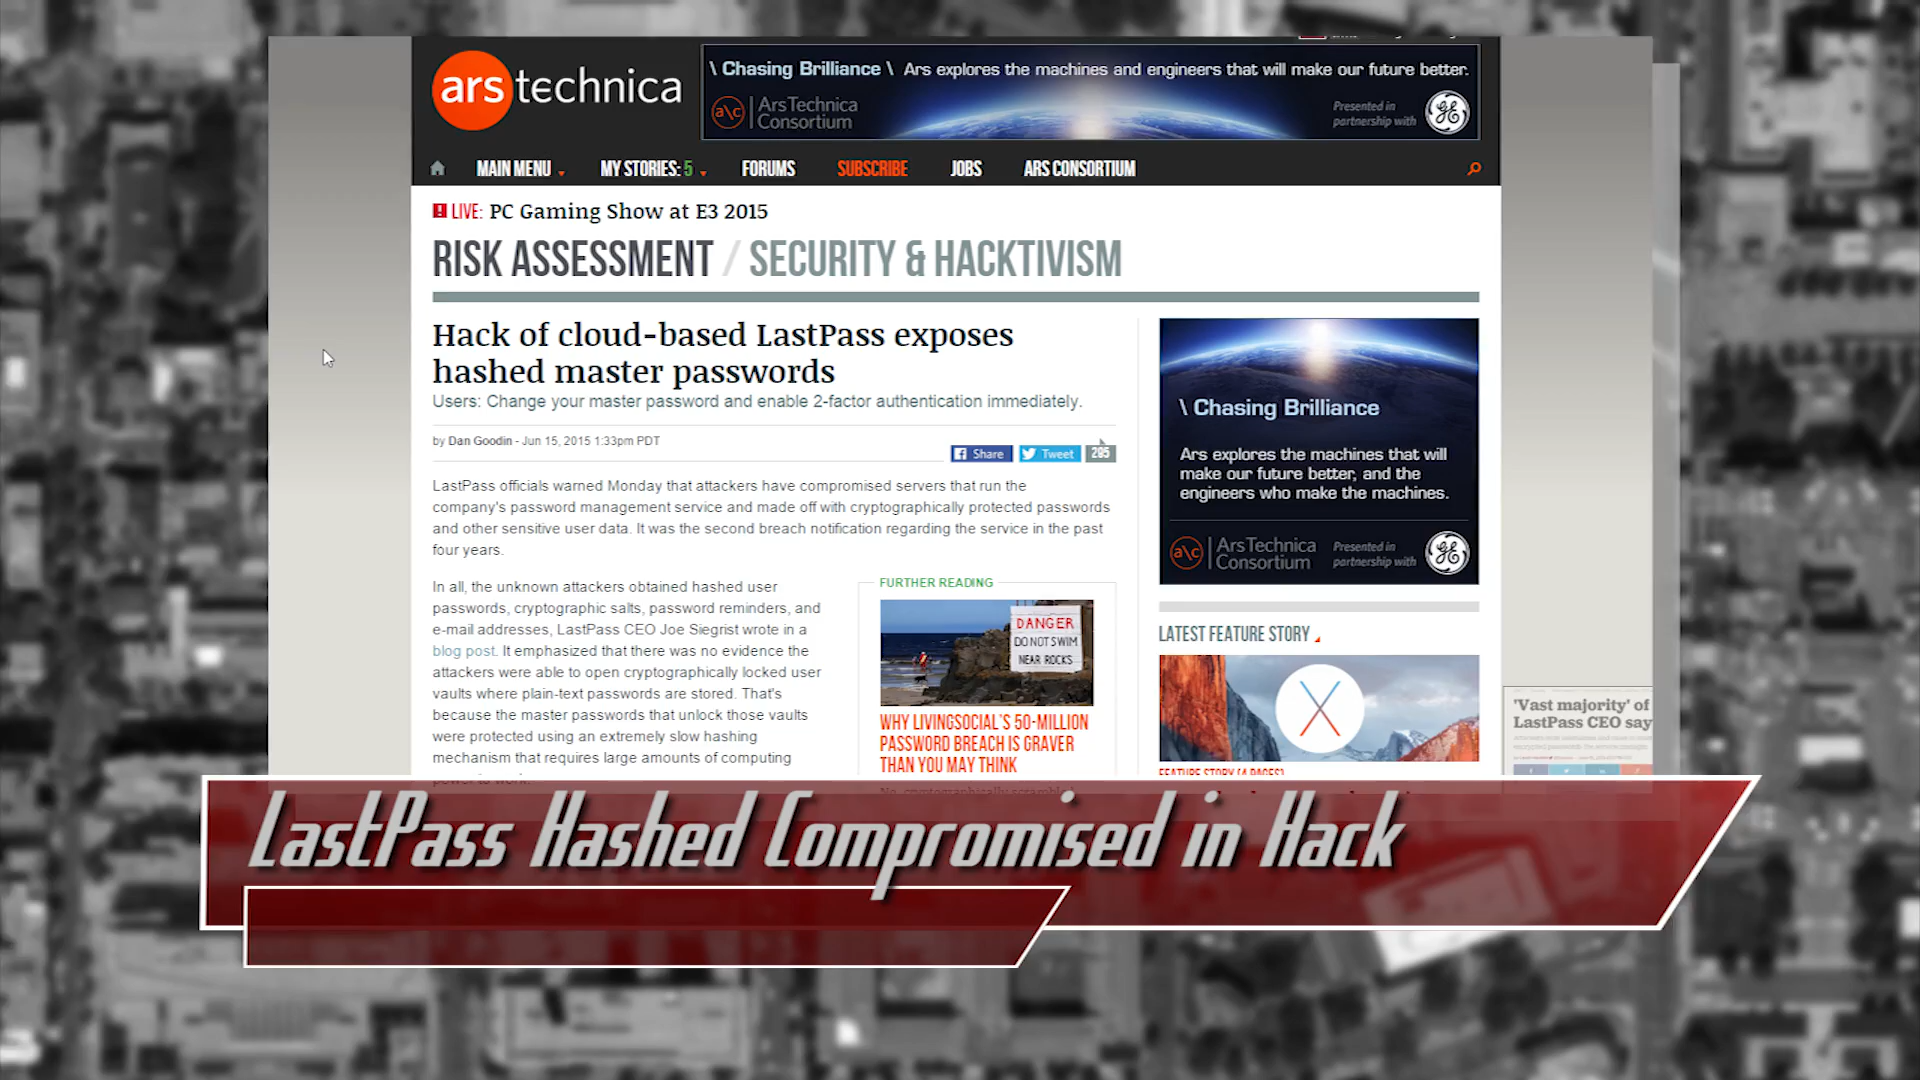 ars technica
\ Chasing Brilliance \ Ars explores the machines and engineers that will make our future better.
a\c ArsTechnica
Consortium
Presented in
partnership with
GE
MAIN MENU
MY STORIES: 5
FORUMS
SUBSCRIBE
JOBS
ARS CONSORTIUM
LIVE: PC Gaming Show at E3 2015
RISK ASSESSMENT / SECURITY & HACKTIVISM
Hack of cloud-based LastPass exposes
hashed master passwords
Users: Change your master password and enable 2-factor authentication immediately.
by Dan Goodin - Jun 15, 2015 1:33pm PDT
Share
Tweet
205
LastPass officials warned Monday that attackers have compromised servers that run the
company's password management service and made off with cryptographically protected passwords
and other sensitive user data. It was the second breach notification regarding the service in the past
four years.
In all, the unknown attackers obtained hashed user
passwords, cryptographic salts, password reminders, and
e-mail addresses, LastPass CEO Joe Siegrist wrote in a
blog post. It emphasized that there was no evidence the
attackers were able to open cryptographically locked user
vaults where plain-text passwords are stored. That's
because the master passwords that unlock those vaults
were protected using an extremely slow hashing
mechanism that requires large amounts of computing
FURTHER READING
DANGER
DO NOT SWIM
NEAR ROCKS
WHY LIVINGSOCIAL'S 50-MILLION
PASSWORD BREACH IS GRAVER
THAN YOU MAY THINK
\ Chasing Brilliance
Ars explores the machines that will
make our future better, and the
engineers who make the machines.
a\c ArsTechnica
Consortium
Presented in
partnership with
GE
LATEST FEATURE STORY
FEATURE STORY (4 PAGES)
'Vast majority' of
LastPass CEO say
LastPass Hashed Compromised in Hack